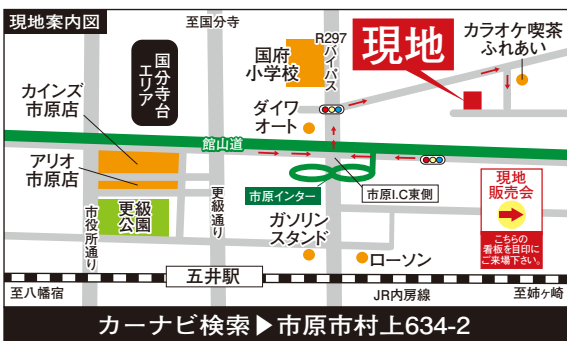 現地案内図
至国分寺
R297
バイパス
国分寺台
エリア
国府
小学校
現地
カラオケ喫茶
ふれあい
カインズ
市原店
ダイワ
オート
館山道
アリオ
市原店
市原インター
市原I.C東側
現地
販売会
こちらの
看板を目印に
ご来場下さい。
更級
公園
市役所通り
更級通り
ガソリン
スタンド
ローソン
五井駅
至八幡宿
JR内房線
至姉ヶ崎
カーナビ検索▶市原市村上634-2